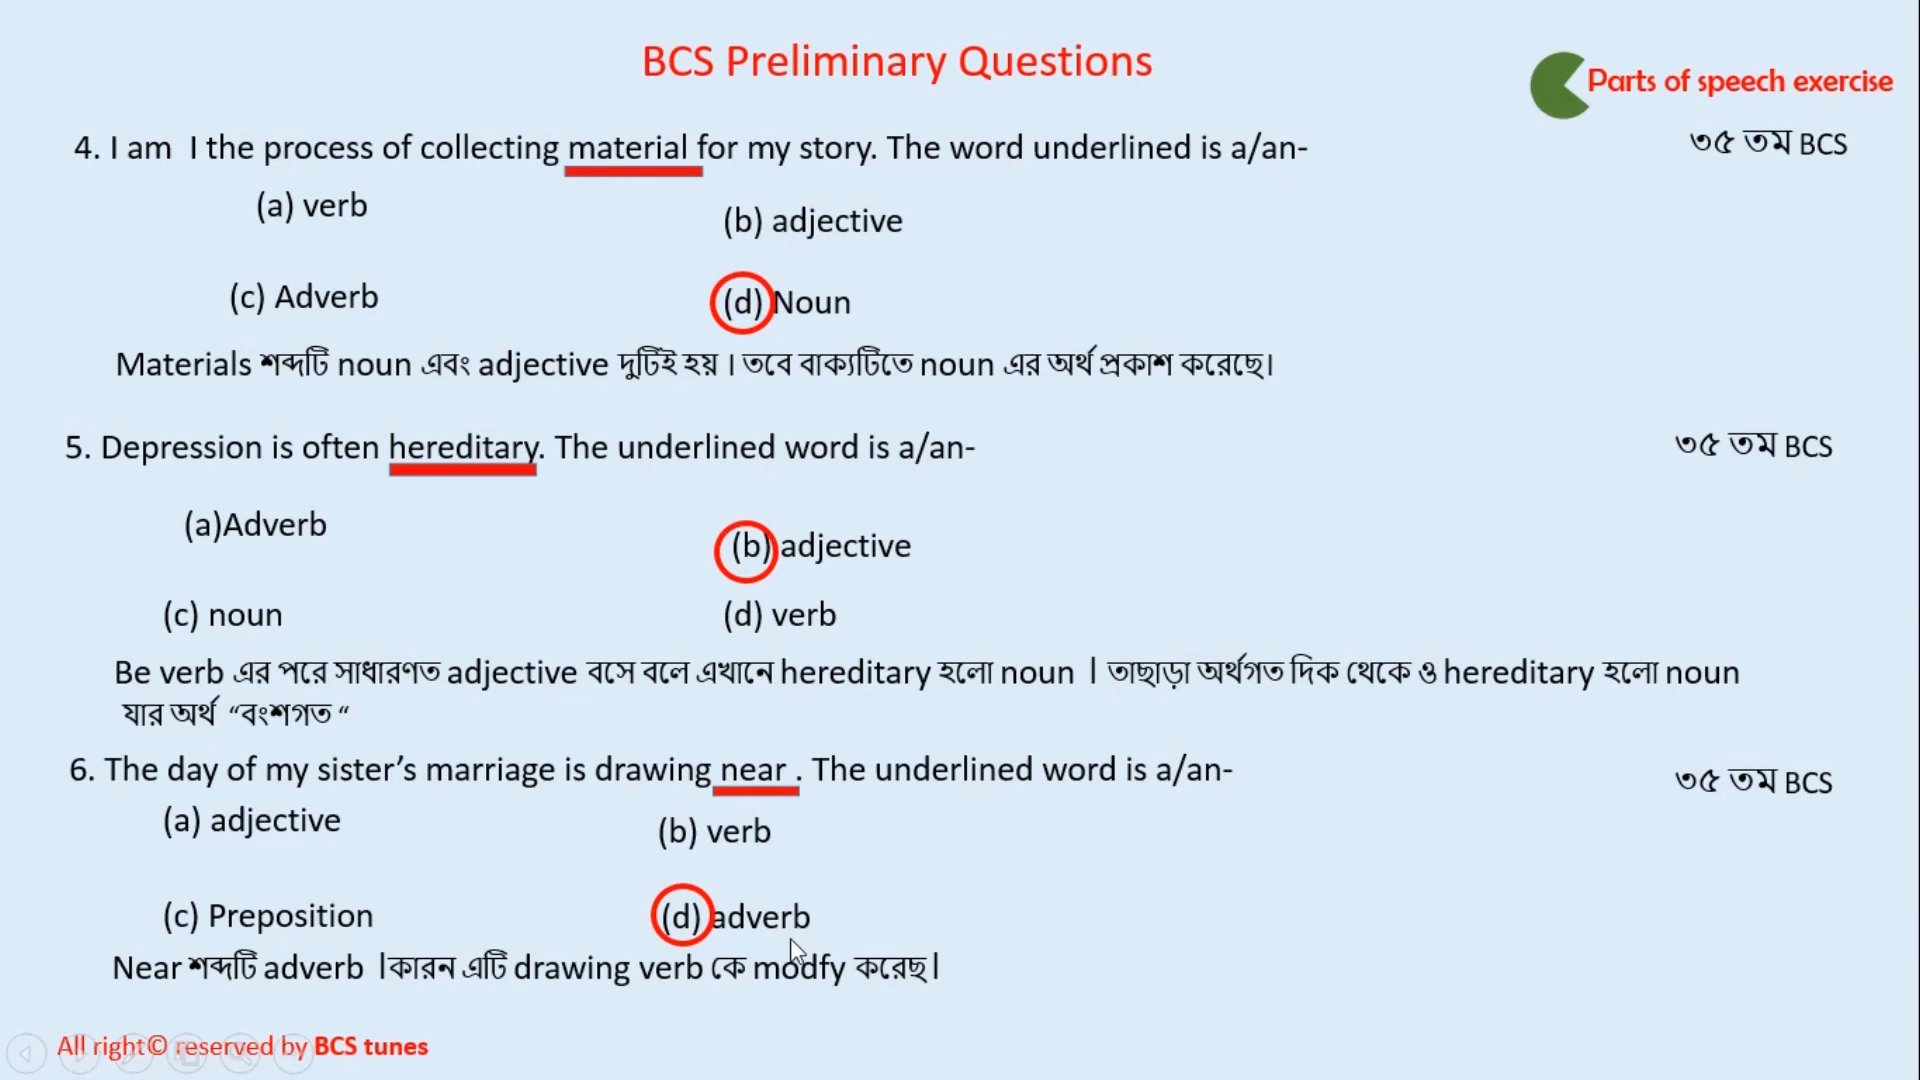 BCS Preliminary Questions
Parts of speech exercise
4. I am I the process of collecting material for my story. The word underlined is a/an-
৩৫ তম BCS
(a) verb
(b) adjective
(c) Adverb
(d) Noun
Materials শব্দটি noun এবং adjective দুটিই হয় । তবে বাক্যটিতে noun এর অর্থ প্রকাশ করেছে।
5. Depression is often hereditary. The underlined word is a/an-
৩৫ তম BCS
(a)Adverb
(b) adjective
(c) noun
(d) verb
Be verb এর পরে সাধারণত adjective বসে বলে এখানে hereditary হলো noun । তাছাড়া অর্থগত দিক থেকে ও hereditary হলো noun
যার অর্থ “বংশগত “
6. The day of my sister’s marriage is drawing near . The underlined word is a/an-
৩৫ তম BCS
(a) adjective
(b) verb
(c) Preposition
(d) adverb
Near শব্দটি adverb ।কারন এটি drawing verb কে modfy করেছ।
All right© reserved by BCS tunes